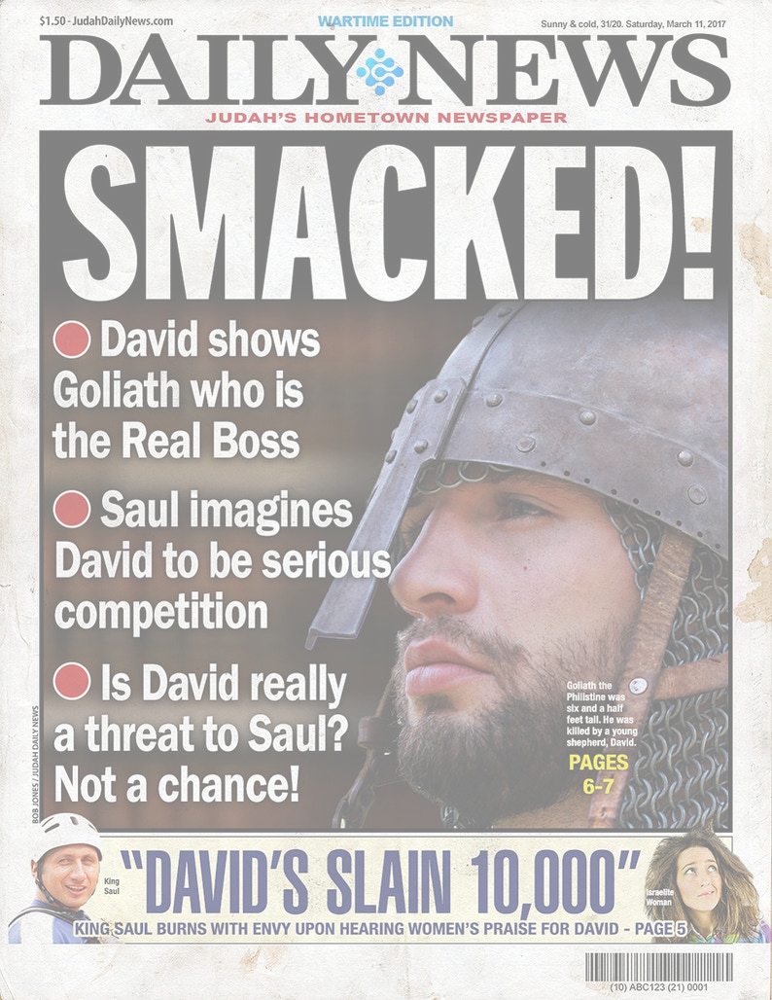 $1.50 - JudahDailyNews.com
WARTIME EDITION
Sunny & cold, 31/20. Saturday, March 11, 2017
DAILY NEWS
JUDAH'S HOMETOWN NEWSPAPER
SMACKED!
David shows
Goliath who is
the Real Boss
Saul imagines
David to be serious
competition
Is David really
a threat to Saul?
Not a chance!
Goliath the
Philistine was
six and a half
feet tall. He was
killed by a young
shepherd, David.
PAGES
6-7
BOB JONES / JUDAH DAILY NEWS
King
Saul
"DAVID'S SLAIN 10,000"
Israelite
Woman
KING SAUL BURNS WITH ENVY UPON HEARING WOMEN'S PRAISE FOR DAVID - PAGE 5
(10) ABC123 (21) 0001